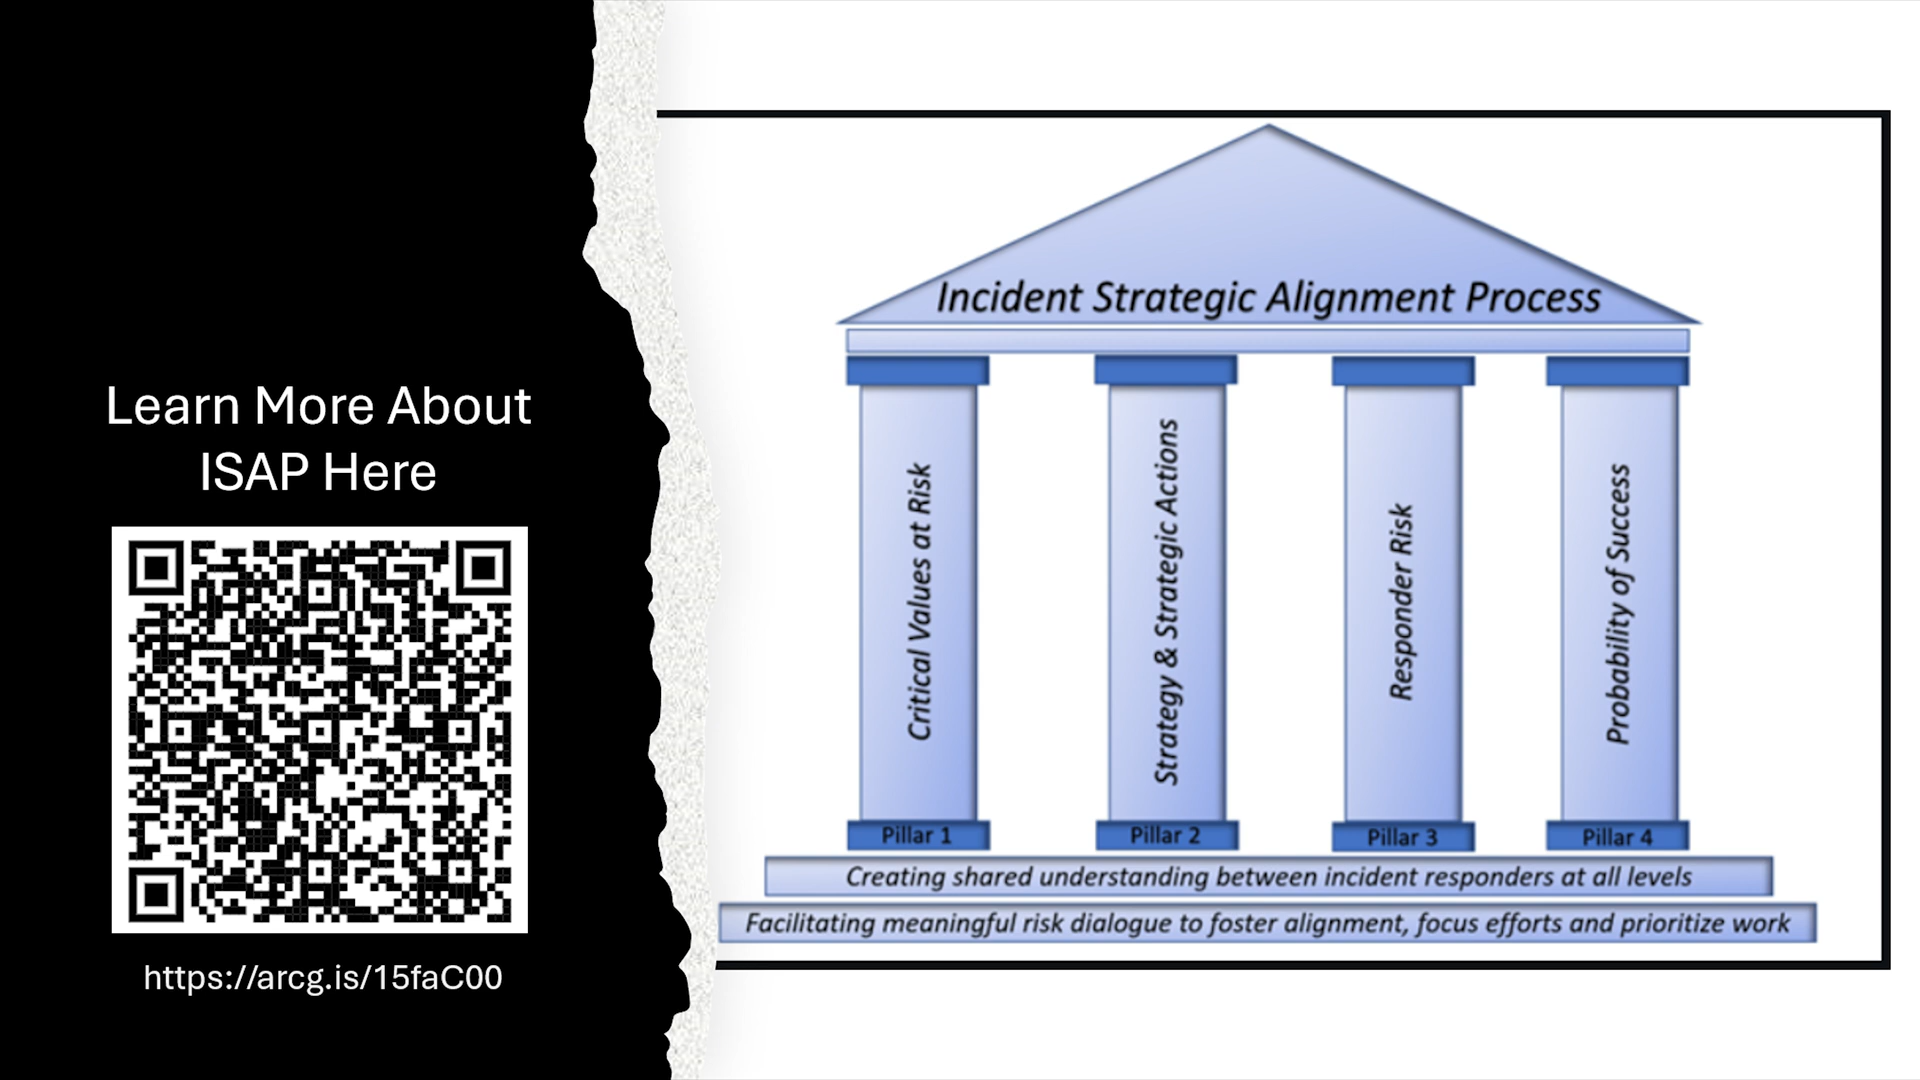 Learn More About
ISAP Here
https://arcg.is/15faC00
Incident Strategic Alignment Process
Critical Values at Risk
Strategy & Strategic Actions
Responder Risk
Probability of Success
Pillar 1
Pillar 2
Pillar 3
Pillar 4
Creating shared understanding between incident responders at all levels
Facilitating meaningful risk dialogue to foster alignment, focus efforts and prioritize work